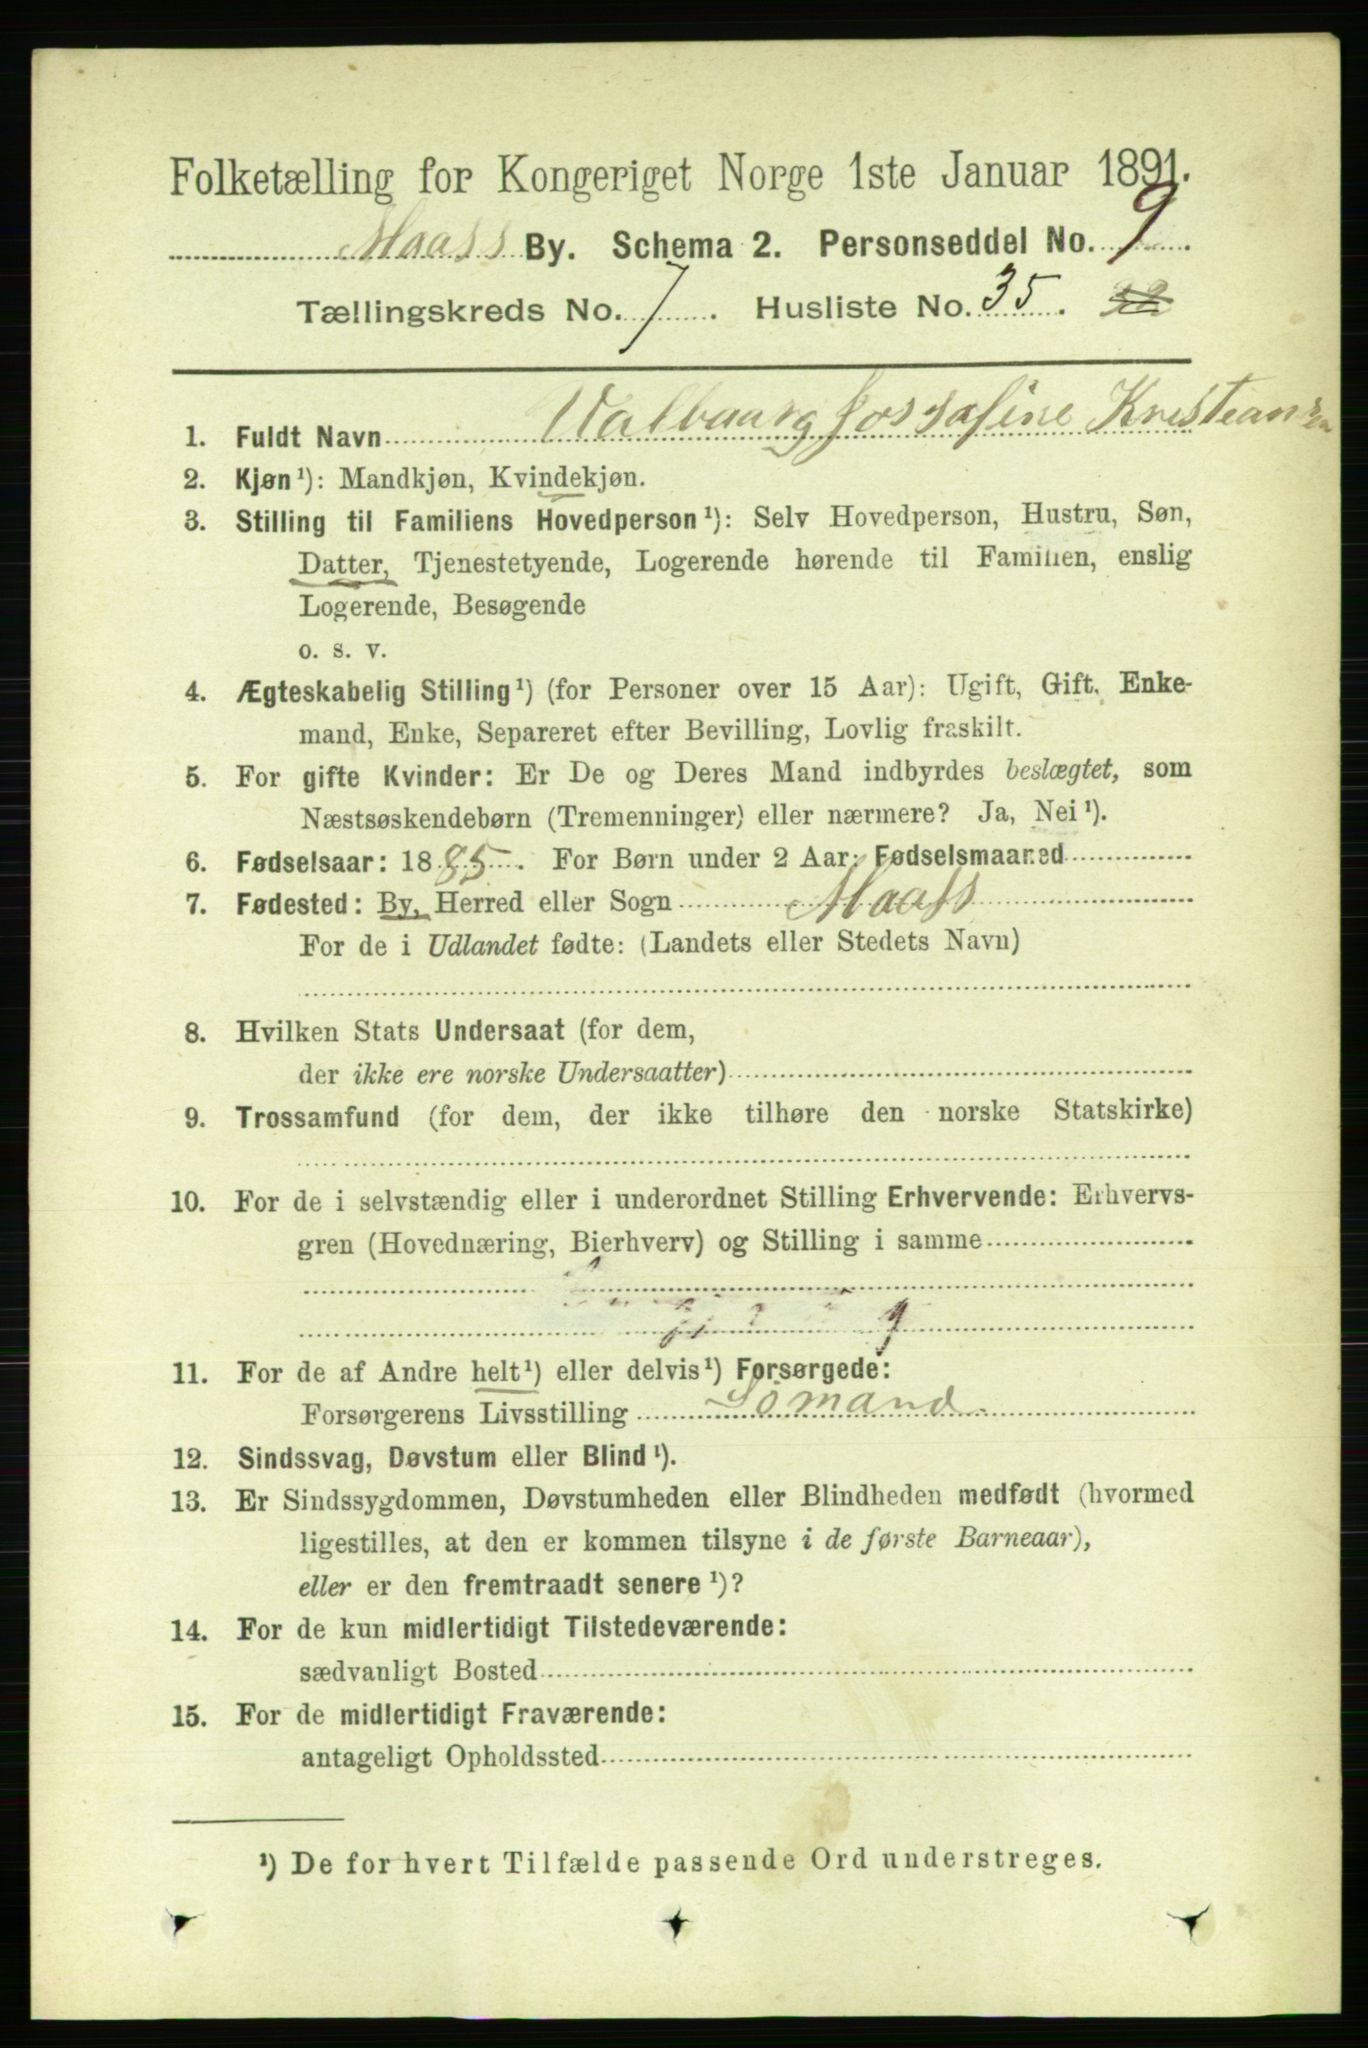 Folketælling for Kongeriget Norge 1ste Januar 1891.
Maass By. Schema 2. Personseddel No. 9.
Tællingskreds No. 7. Husliste No. 35.
1. Fuldt Navn Valbaarg Jossafine Kristiansen
2. Kjøn¹): Mandkjøn, Kvindekjøn.
3. Stilling til Familiens Hovedperson¹): Selv Hovedperson, Hustru, Søn,
Datter, Tjenestetyende, Logerende hørende til Familien, enslig
Logerende, Besøgende
o. s. v.
4. Ægteskabelig Stilling¹) (for Personer over 15 Aar): Ugift, Gift, Enke-
mand, Enke, Separeret efter Bevilling, Lovlig fraskilt.
5. For gifte Kvinder: Er De og Deres Mand indbyrdes beslægtet, som
Næstsøskendebørn (Tremenninger) eller nærmere? Ja, Nei¹).
6. Fødselsaar: 1885. For Børn under 2 Aar: Fødselsmaaned
7. Fødested: By, Herred eller Sogn Maass
For de i Udlandet fødte: (Landets eller Stedets Navn)
8. Hvilken Stats Undersaat (for dem,
der ikke ere norske Undersaatter)
9. Trossamfund (for dem, der ikke tilhøre den norske Statskirke)
10. For de i selvstændig eller i underordnet Stilling Erhvervende: Erhvervs-
gren (Hovednæring, Bierhverv) og Stilling i samme
11. For de af Andre helt¹) eller delvis¹) Forsørgede:
Forsørgerens Livsstilling Sømand.
12. Sindssvag, Døvstum eller Blind¹).
13. Er Sindssygdommen, Døvstumheden eller Blindheden medfødt (hvormed
ligestilles, at den er kommen tilsyne i de første Barneaar),
eller er den fremtraadt senere¹)?
14. For de kun midlertidigt Tilstedeværende:
sædvanligt Bosted
15. For de midlertidigt Fraværende:
antageligt Opholdssted
¹) De for hvert Tilfælde passende Ord understreges.